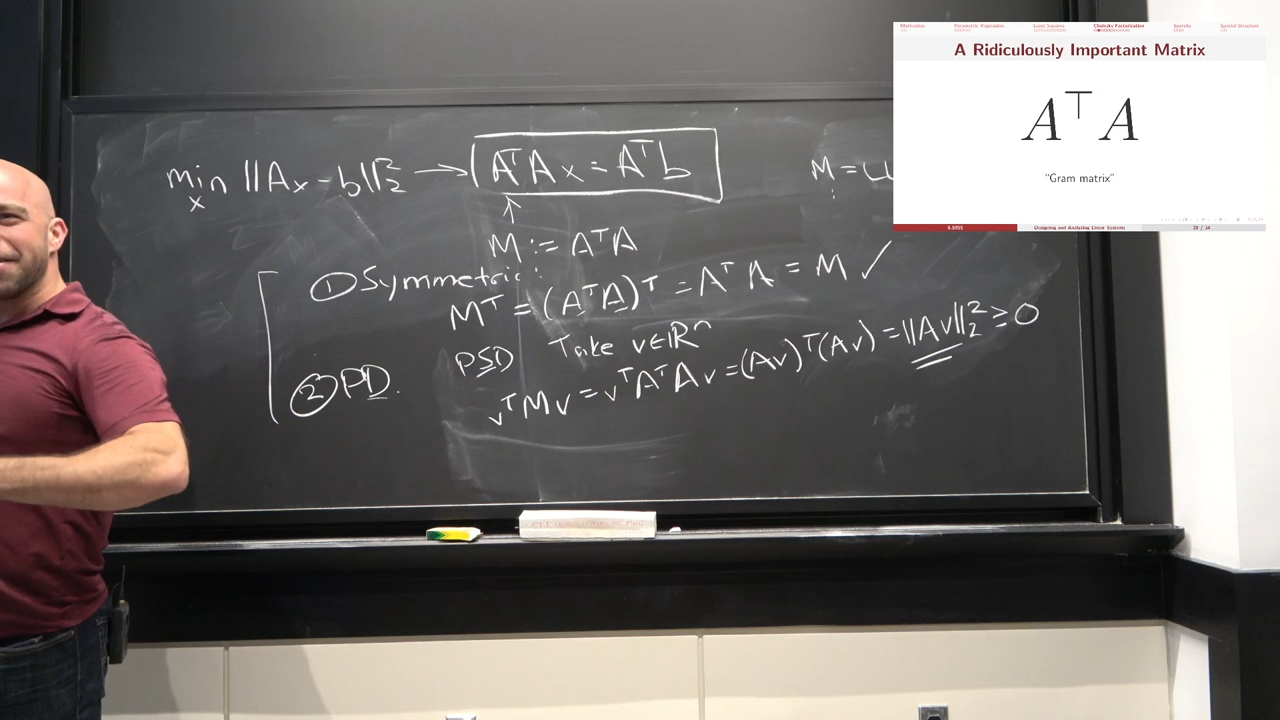 min ‖Ax - b‖₂² → AᵀAx = Aᵀb
x
↑
M := AᵀA
M =
① Symmetric:
Mᵀ = (AᵀA)ᵀ = AᵀA = M ✓
② PD.
PSD Take v∈ℝⁿ
vᵀMv = vᵀAᵀAv = (Av)ᵀ(Av) = ‖Av‖₂² ≥ 0
Motivation Parametric Regression Least Squares Cholesky Factorization Sparsity Special Structure
A Ridiculously Important Matrix
A⊤A
"Gram matrix"
Designing and Analyzing Linear Systems